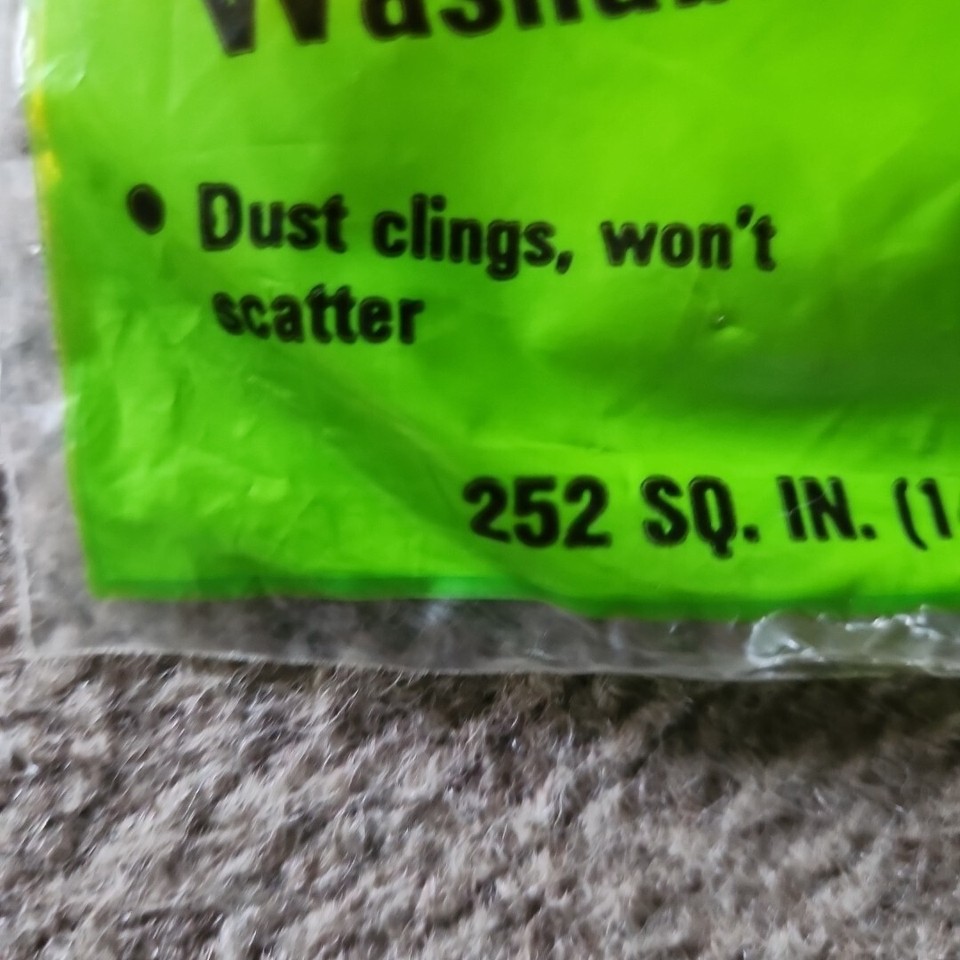 • Dust clings, won't
scatter
252 SQ. IN.